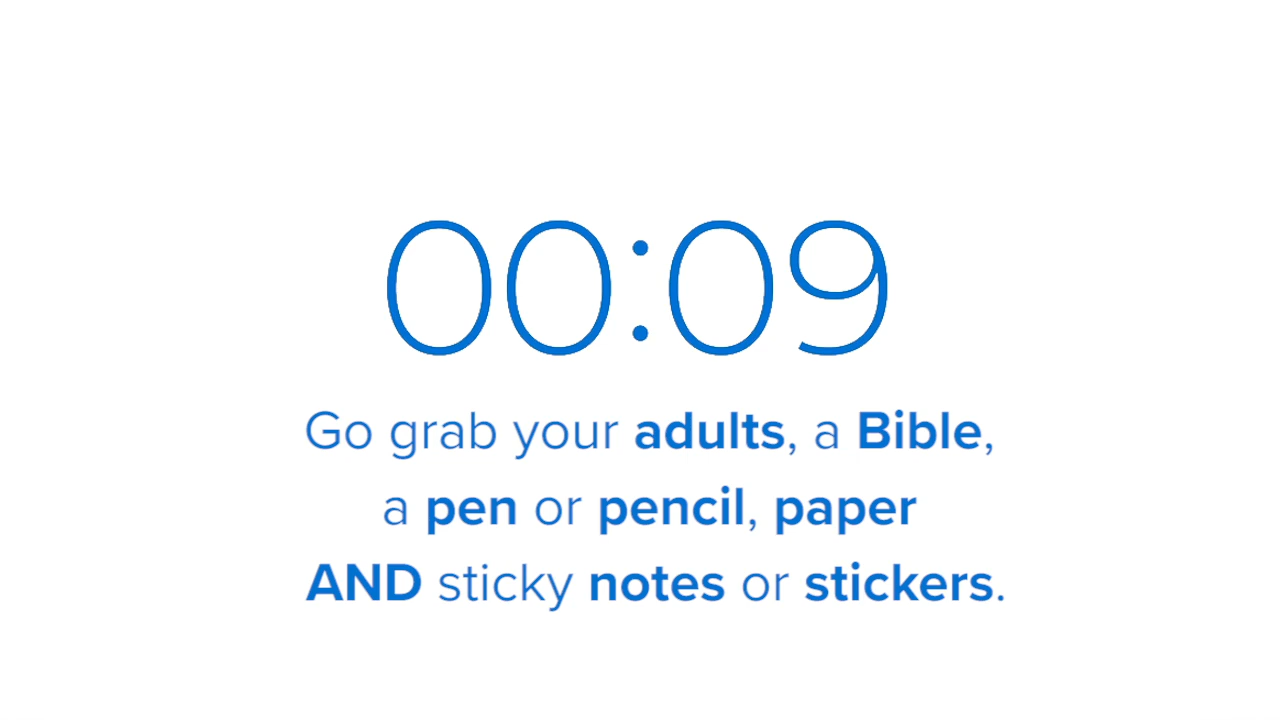 00:09
Go grab your adults, a Bible,
a pen or pencil, paper
AND sticky notes or stickers.